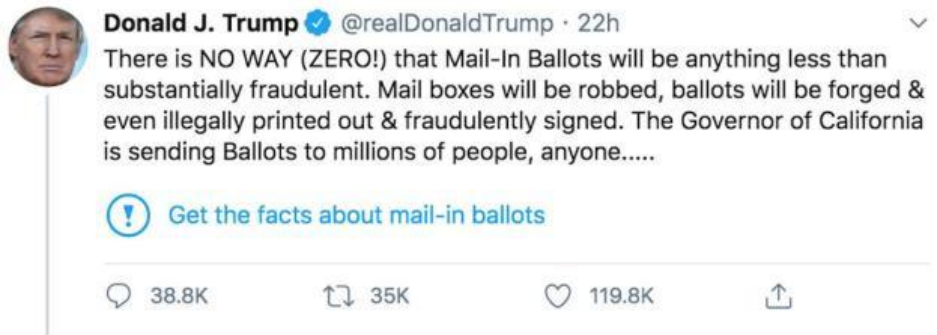 Donald J. Trump @realDonaldTrump · 22h
There is NO WAY (ZERO!) that Mail-In Ballots will be anything less than
substantially fraudulent. Mail boxes will be robbed, ballots will be forged &
even illegally printed out & fraudulently signed. The Governor of California
is sending Ballots to millions of people, anyone.....
Get the facts about mail-in ballots
38.8K 35K 119.8K